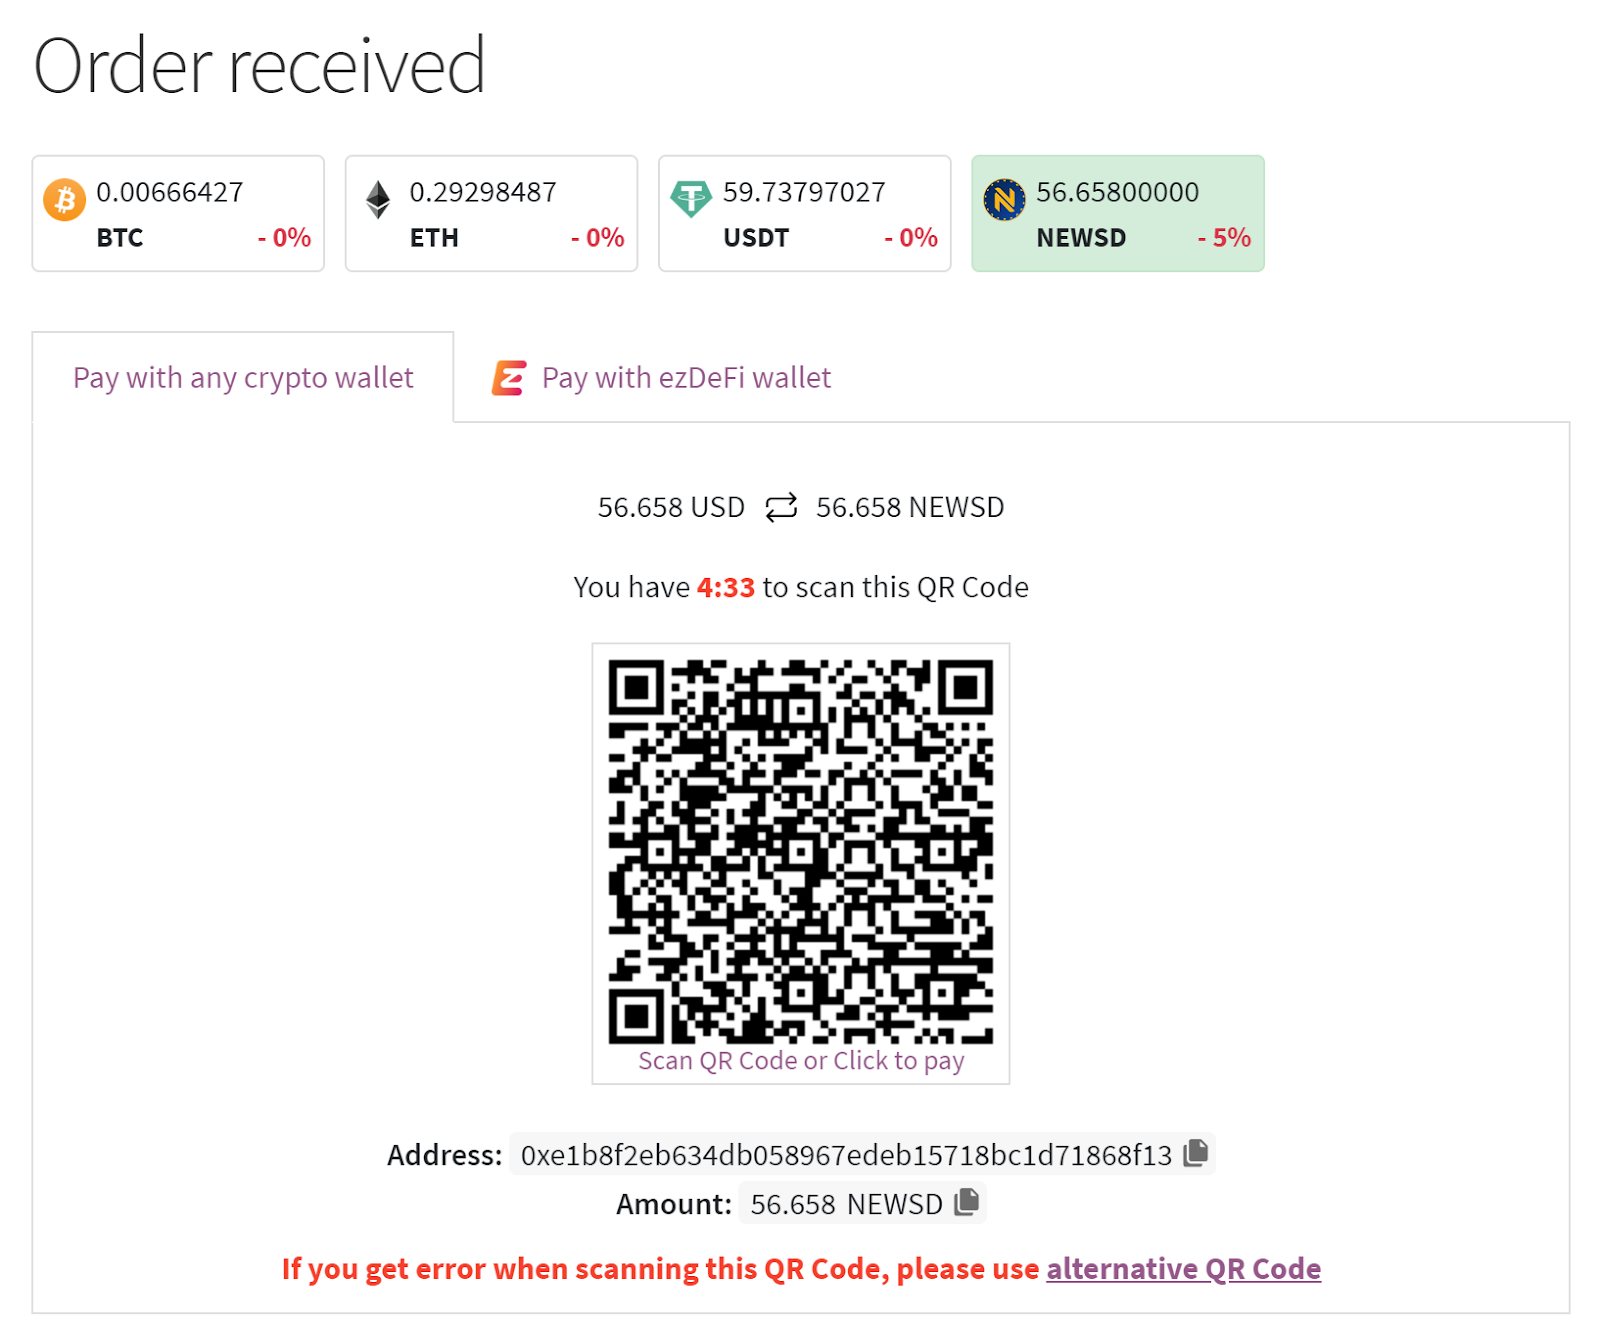 Order received
0.00666427
BTC - 0%
0.29298487
ETH - 0%
59.73797027
USDT - 0%
56.65800000
NEWSD - 5%
Pay with any crypto wallet
Pay with ezDeFi wallet
56.658 USD 56.658 NEWSD
You have 4:33 to scan this QR Code
Scan QR Code or Click to pay
Address: 0xe1b8f2eb634db058967edeb15718bc1d71868f13
Amount: 56.658 NEWSD
If you get error when scanning this QR Code, please use alternative QR Code